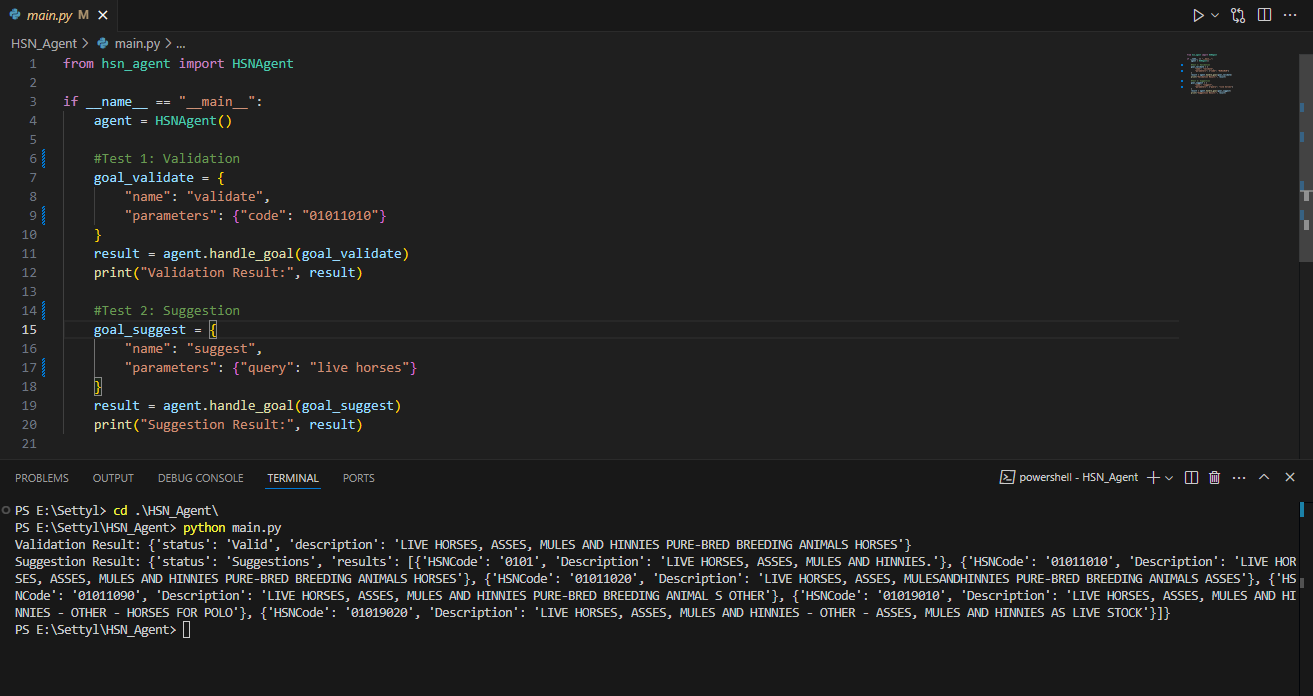 main.py M
HSN_Agent > main.py > ...
1 from hsn_agent import HSNAgent
2
3 if __name__ == "__main__":
4     agent = HSNAgent()
5
6     #Test 1: Validation
7     goal_validate = {
8         "name": "validate",
9         "parameters": {"code": "01011010"}
10     }
11     result = agent.handle_goal(goal_validate)
12     print("Validation Result:", result)
13
14     #Test 2: Suggestion
15     goal_suggest = {
16         "name": "suggest",
17         "parameters": {"query": "live horses"}
18     }
19     result = agent.handle_goal(goal_suggest)
20     print("Suggestion Result:", result)
21
PROBLEMS OUTPUT DEBUG CONSOLE TERMINAL PORTS powershell - HSN_Agent
PS E:\Settyl> cd .\HSN_Agent\
PS E:\Settyl\HSN_Agent> python main.py
Validation Result: {'status': 'Valid', 'description': 'LIVE HORSES, ASSES, MULES AND HINNIES PURE-BRED BREEDING ANIMALS HORSES'}
Suggestion Result: {'status': 'Suggestions', 'results': [{'HSNCode': '0101', 'Description': 'LIVE HORSES, ASSES, MULES AND HINNIES.'}, {'HSNCode': '01011010', 'Description': 'LIVE HOR
SES, ASSES, MULES AND HINNIES PURE-BRED BREEDING ANIMALS HORSES'}, {'HSNCode': '01011020', 'Description': 'LIVE HORSES, ASSES, MULESANDHINNIES PURE-BRED BREEDING ANIMALS ASSES'}, {'HS
NCode': '01011090', 'Description': 'LIVE HORSES, ASSES, MULES AND HINNIES PURE-BRED BREEDING ANIMAL S OTHER'}, {'HSNCode': '01019010', 'Description': 'LIVE HORSES, ASSES, MULES AND HI
NNIES - OTHER - HORSES FOR POLO'}, {'HSNCode': '01019020', 'Description': 'LIVE HORSES, ASSES, MULES AND HINNIES - OTHER - ASSES, MULES AND HINNIES AS LIVE STOCK'}]}
PS E:\Settyl\HSN_Agent>